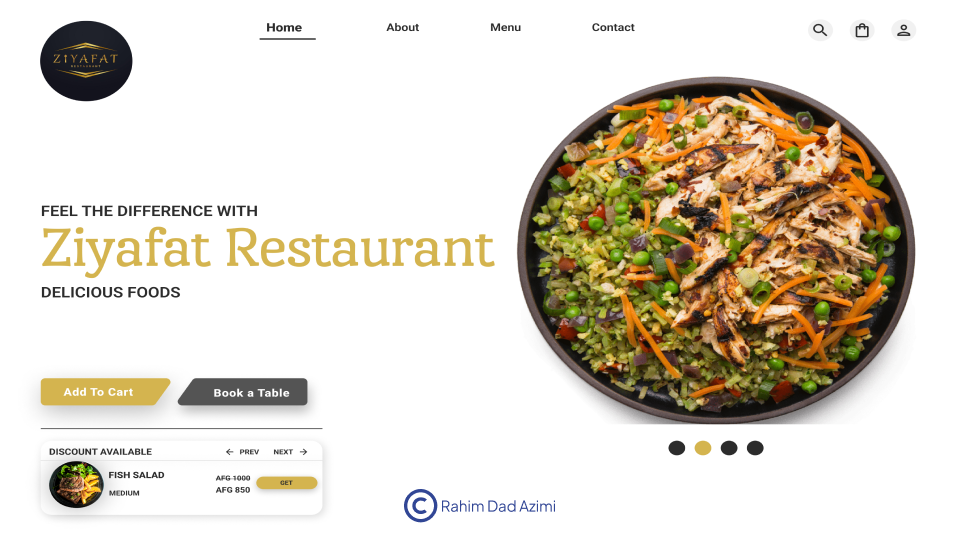 ZIYAFAT
RESTAURANT
Home
About
Menu
Contact
FEEL THE DIFFERENCE WITH
Ziyafat Restaurant
DELICIOUS FOODS
Add To Cart
Book a Table
DISCOUNT AVAILABLE
← PREV
NEXT →
FISH SALAD
MEDIUM
AFG 1000
AFG 850
GET
© Rahim Dad Azimi